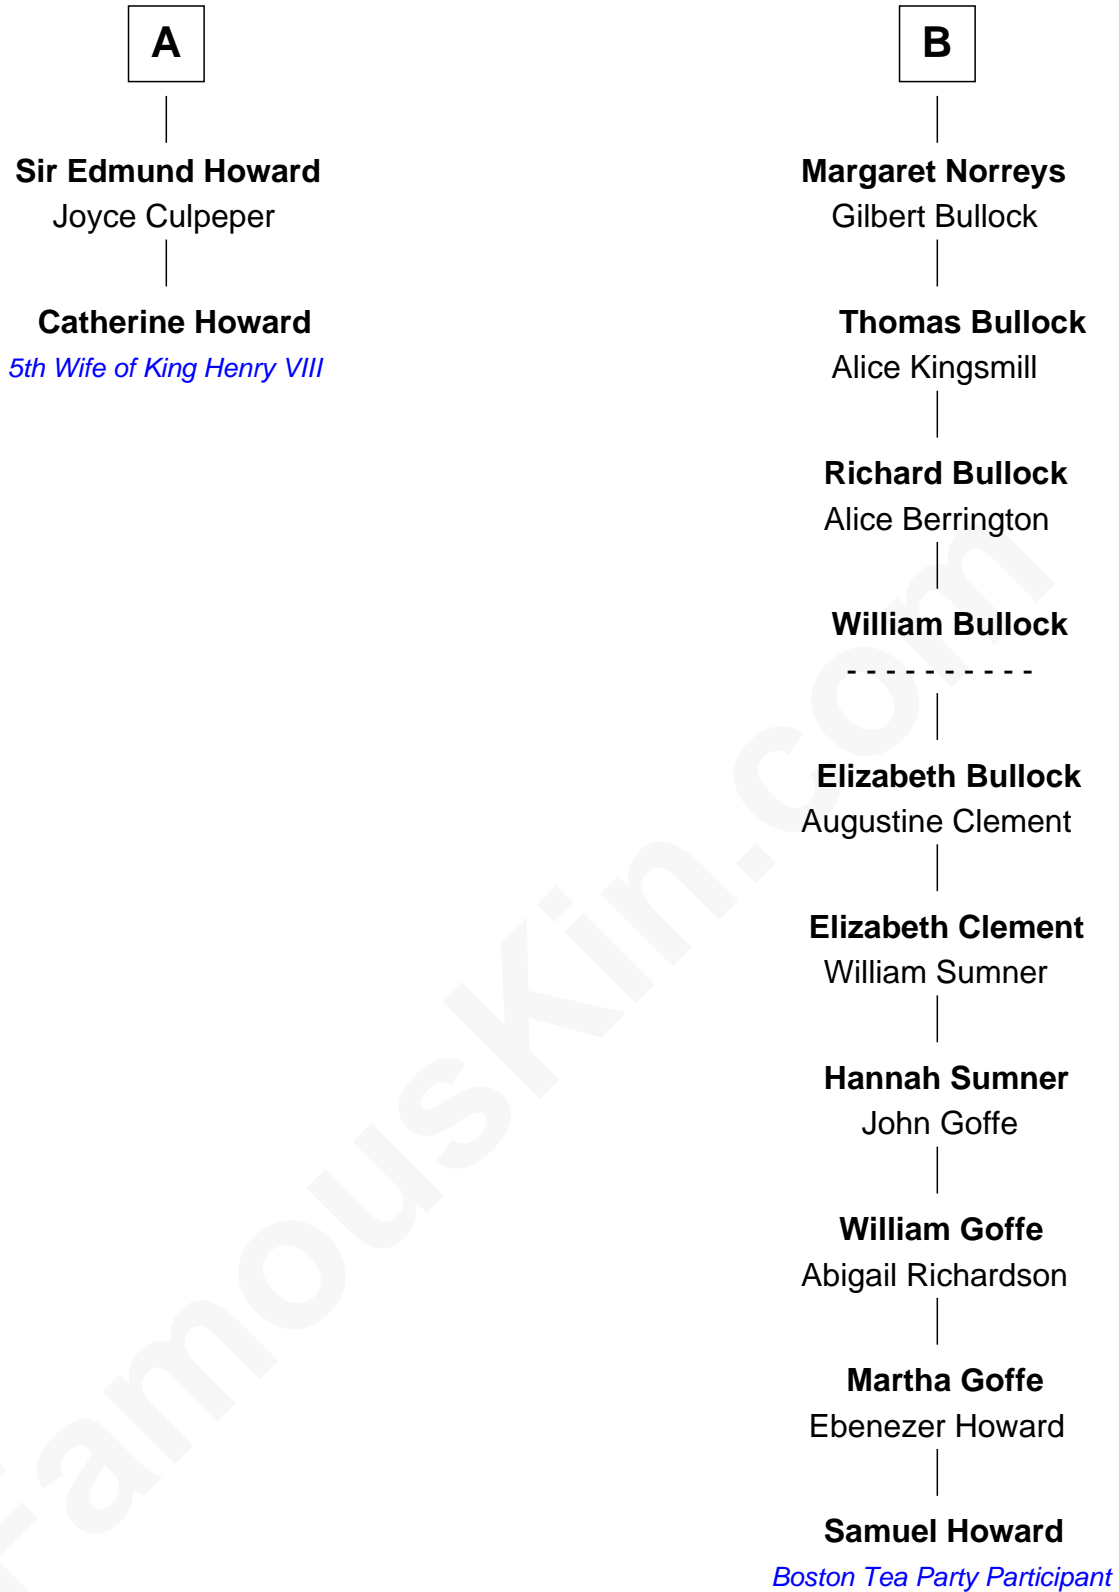 A
Sir Edmund Howard
Joyce Culpeper
Catherine Howard
5th Wife of King Henry VIII
B
Margaret Norreys
Gilbert Bullock
Thomas Bullock
Alice Kingsmill
Richard Bullock
Alice Berrington
William Bullock
- - - - - - - - - -
Elizabeth Bullock
Augustine Clement
Elizabeth Clement
William Sumner
Hannah Sumner
John Goffe
William Goffe
Abigail Richardson
Martha Goffe
Ebenezer Howard
Samuel Howard
Boston Tea Party Participant
FamousKin.com